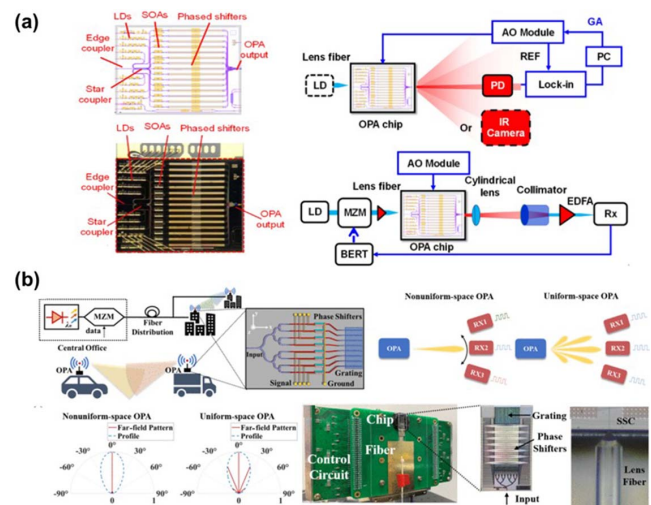 (a)
LDs
SOAs
Phased shifters
Edge
coupler
Star
coupler
OPA
output
LDs
SOAs
Phased shifters
Edge
coupler
Star
coupler
OPA
output
AO Module
GA
REF
PC
Lens fiber
LD
PD
Lock-in
OPA chip
Or
IR
Camera
AO Module
Cylindrical
lens
Collimator
Lens fiber
EDFA
LD
MZM
Rx
BERT
OPA chip
(b)
MZM
data
Fiber
Distribution
Central Office
OPA
OPA
Phase Shifters
Input
Grating
Signal
Ground
Nonuniform-space OPA
Uniform-space OPA
OPA
RX1
RX2
RX3
OPA
RX1
RX2
RX3
Nonuniform-space OPA
Far-field Pattern
Profile
0°
-30°
30°
-60°
60°
-90°
90°
0
1
Uniform-space OPA
Far-field Pattern
Profile
0°
-30°
30°
-60°
60°
-90°
90°
0
1
Chip
Fiber
Control
Circuit
Grating
Phase
Shifters
Input
SSC
Lens
Fiber